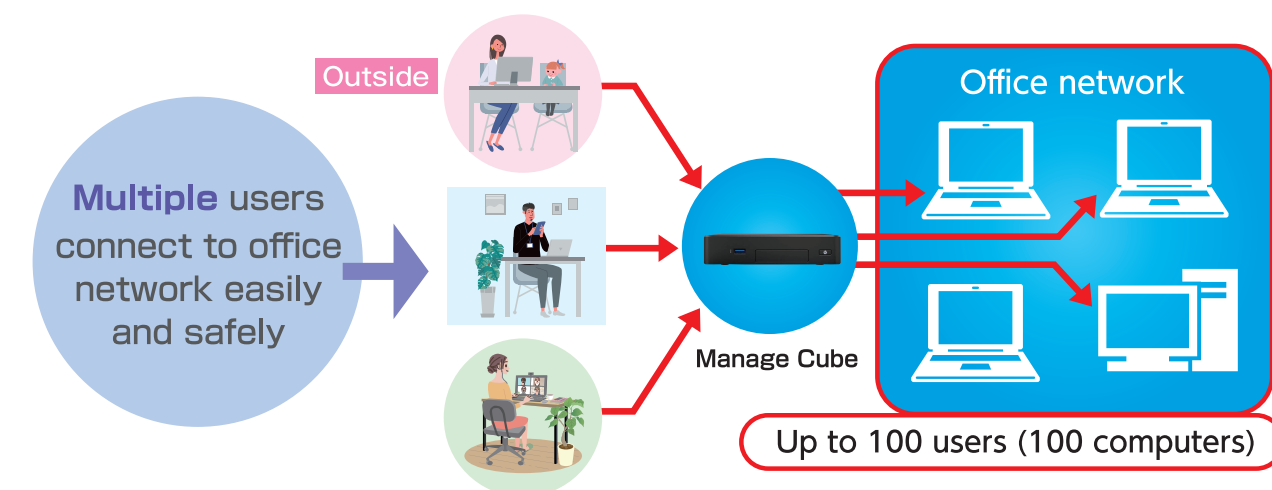 Outside
Multiple users
connect to office
network easily
and safely
Manage Cube
Office network
Up to 100 users (100 computers)